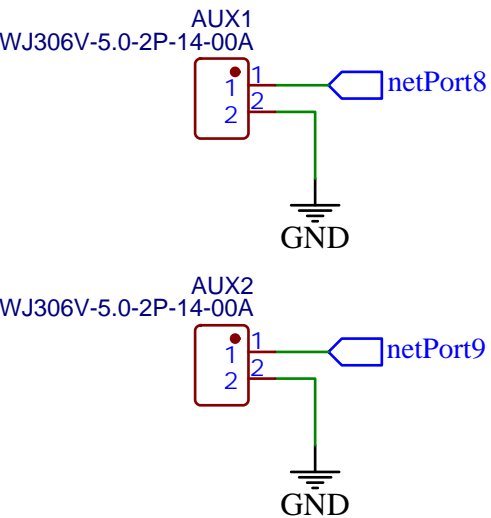 AUX1
WJ306V-5.0-2P-14-00A
1 1 netPort8
2 2
GND
AUX2
WJ306V-5.0-2P-14-00A
1 1 netPort9
2 2
GND